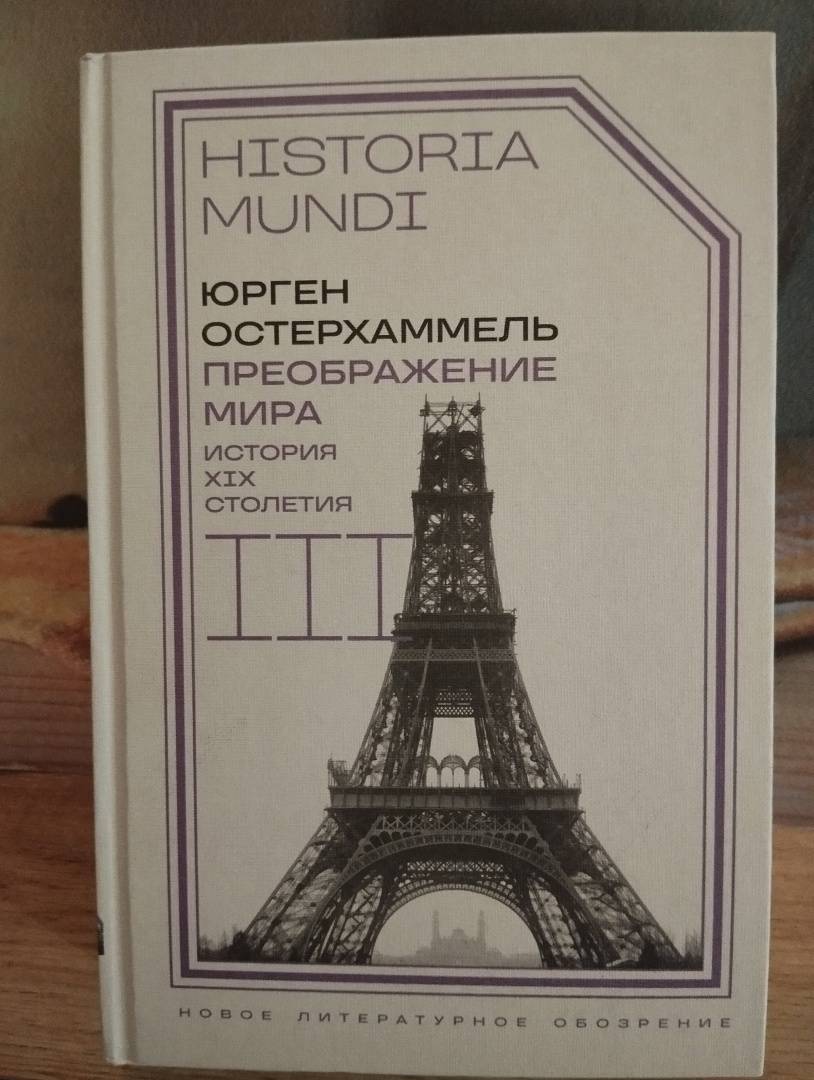 HISTORIA
MUNDI
ЮРГЕН
ОСТЕРХАММЕЛЬ
ПРЕОБРАЖЕНИЕ
МИРА
ИСТОРИЯ
XIX
СТОЛЕТИЯ
III
НОВОЕ ЛИТЕРАТУРНОЕ ОБОЗРЕНИЕ